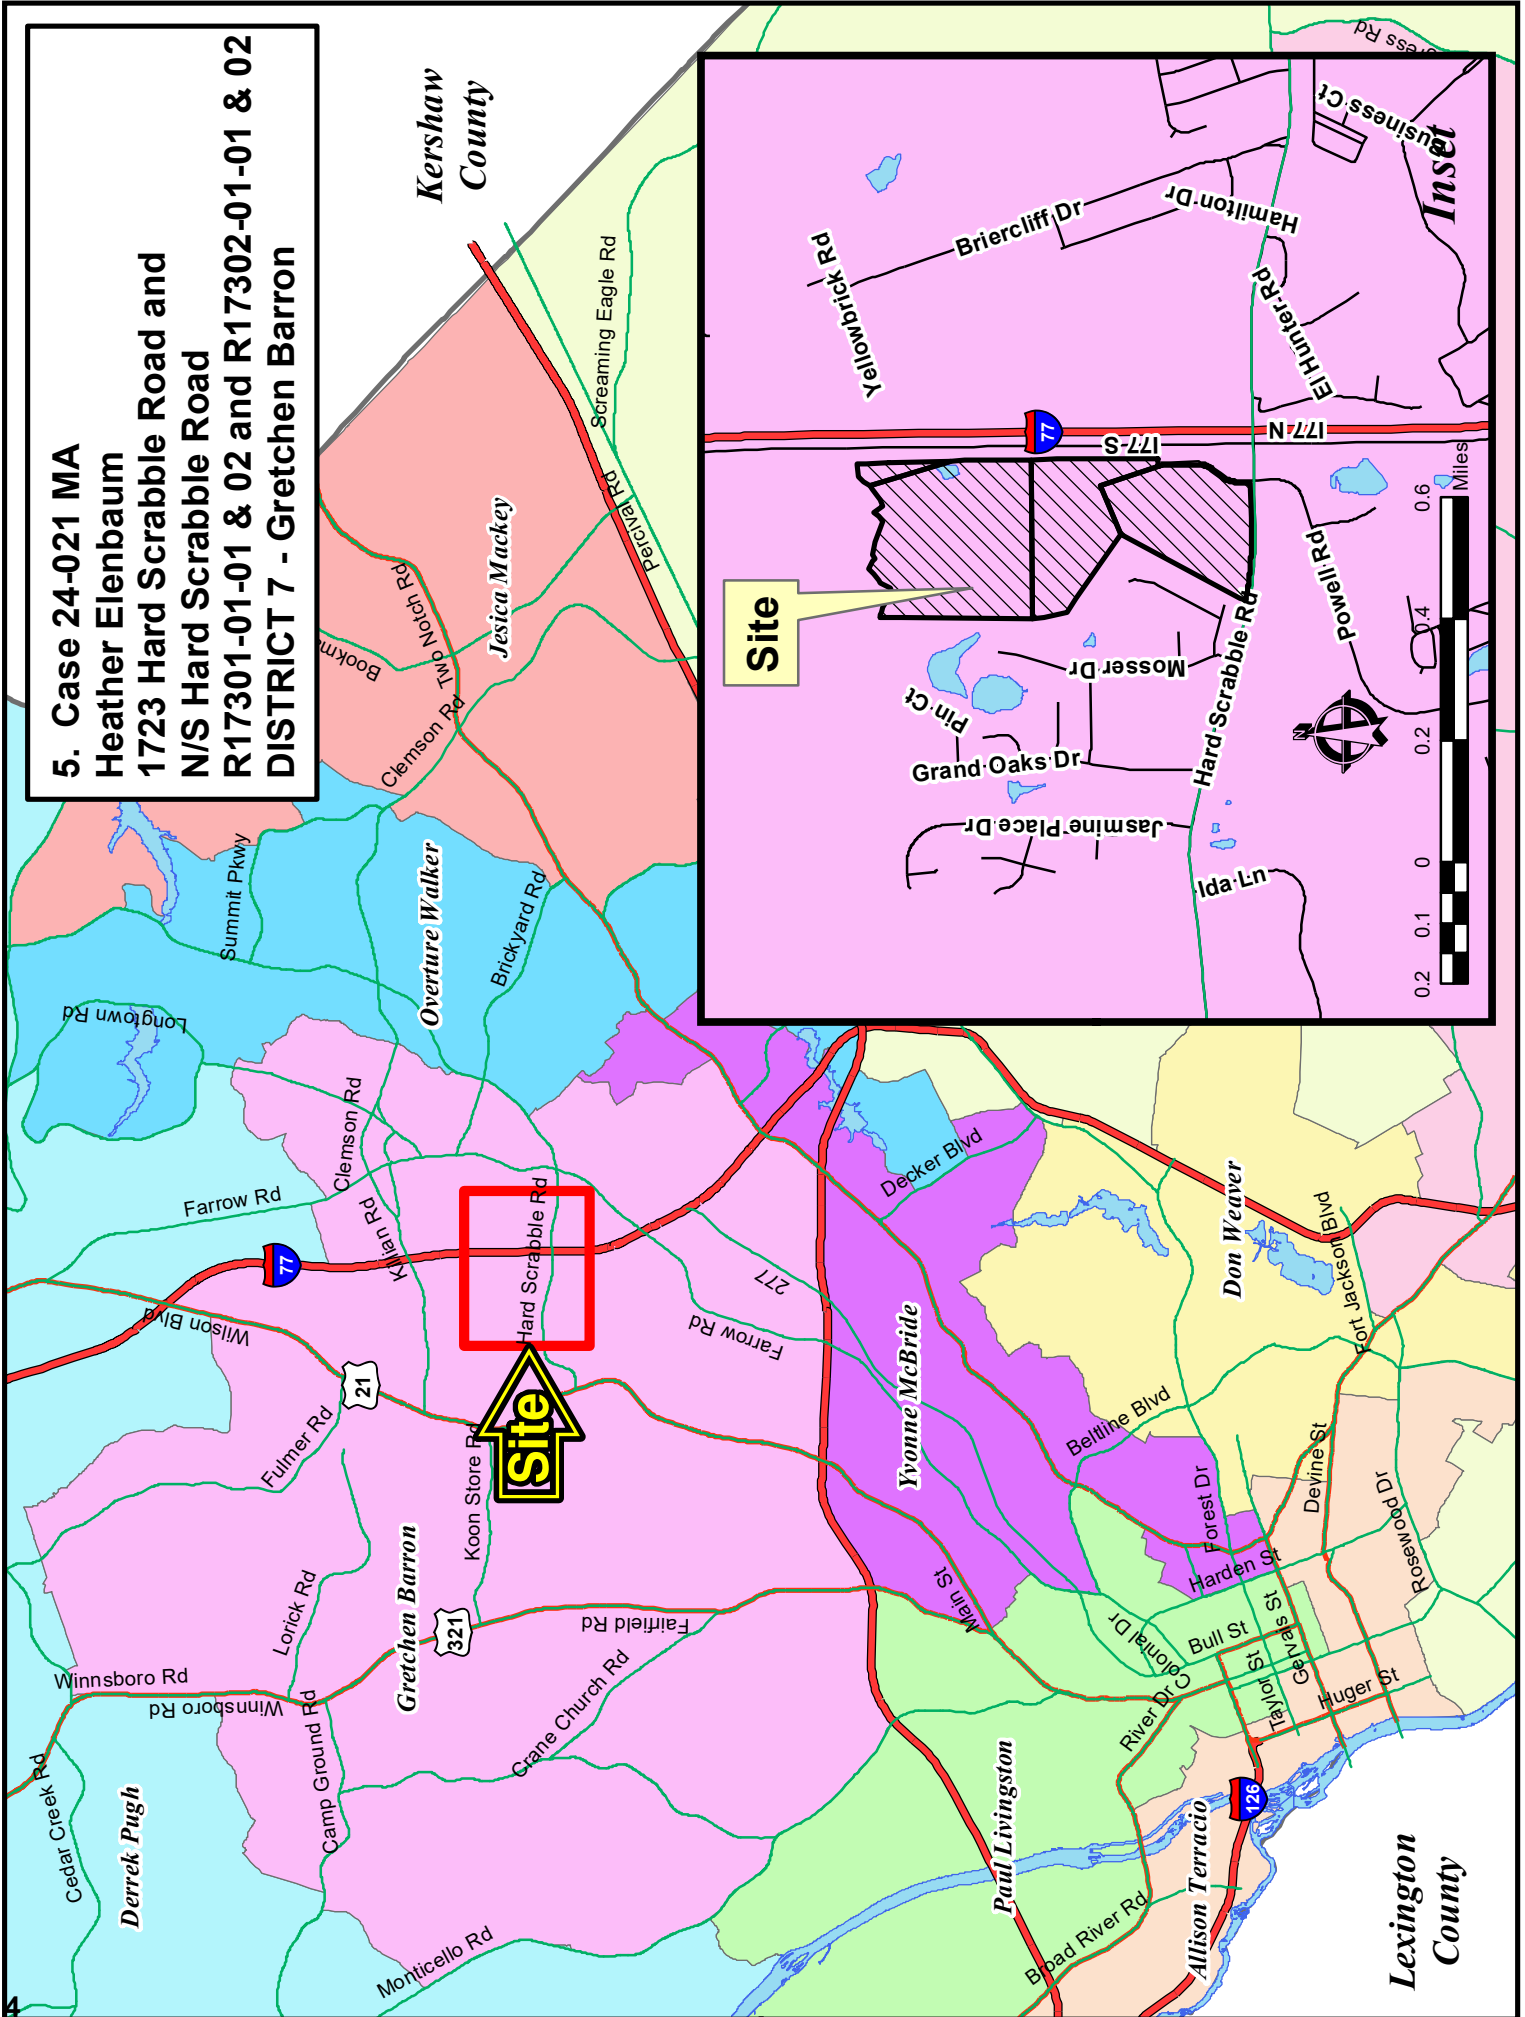 5. Case 24-021 MA
Heather Elenbaum
1723 Hard Scrabble Road and
N/S Hard Scrabble Road
R17301-01-01 & 02 and R17302-01-01 & 02
DISTRICT 7 - Gretchen Barron
Kershaw
County
Lexington
County
Derrek Pugh
Gretchen Barron
Overture Walker
Jesica Mackey
Yvonne McBride
Don Weaver
Paul Livingston
Allison Terracio
Cedar Creek Rd
Winnsboro Rd
Winnsboro Rd
Camp Ground Rd
Monticello Rd
Crane Church Rd
Lorick Rd
Fulmer Rd
Koon Store Rd
Fairfield Rd
321
21
77
Wilson Blvd
Farrow Rd
Killian Rd
Clemson Rd
Hard Scrabble Rd
Site
Longtown Rd
Summit Pkwy
Brickyard Rd
Clemson Rd
Two Notch Rd
Bookm
Percival Rd
Screaming Eagle Rd
Farrow Rd
277
Decker Blvd
Beltline Blvd
Forest Dr
Harden St
Devine St
Rosewood Dr
Fort Jackson Blvd
Main St
Colonial Dr
Bull St
Taylor St
Gervais St
Huger St
River Dr
Broad River Rd
126
Inset
Site
77
I77 S
I77 N
Yellowbrick Rd
Briercliff Dr
Hamilton Dr
El Hunter Rd
Business Ct
Powell Rd
Hard Scrabble Rd
Mosser Dr
Pin Ct
Grand Oaks Dr
Jasmine Place Dr
Ida Ln
N
0.2 0.1 0 0.2 0.4 0.6
Miles
4